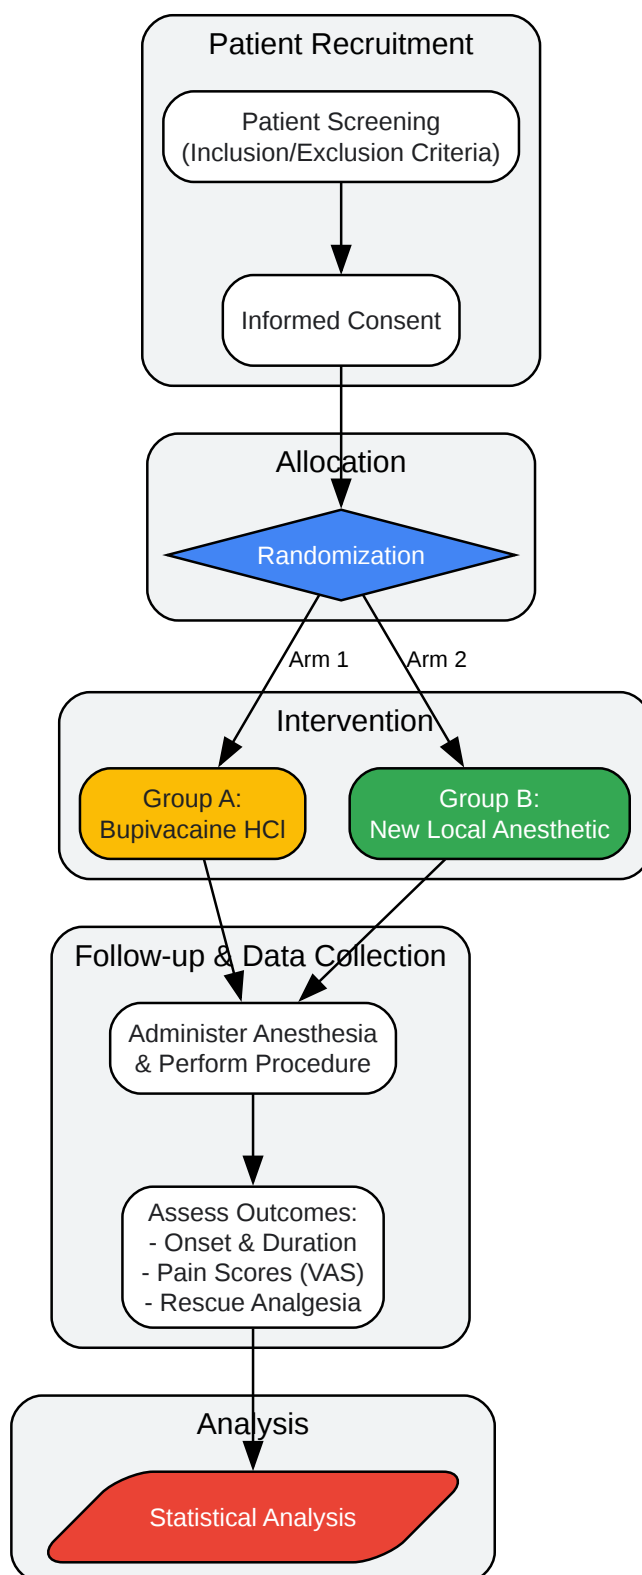 Patient Recruitment
Patient Screening
(Inclusion/Exclusion Criteria)
Informed Consent
Allocation
Randomization
Arm 1
Arm 2
Intervention
Group A:
Bupivacaine HCl
Group B:
New Local Anesthetic
Follow-up & Data Collection
Administer Anesthesia
& Perform Procedure
Assess Outcomes:
- Onset & Duration
- Pain Scores (VAS)
- Rescue Analgesia
Analysis
Statistical Analysis